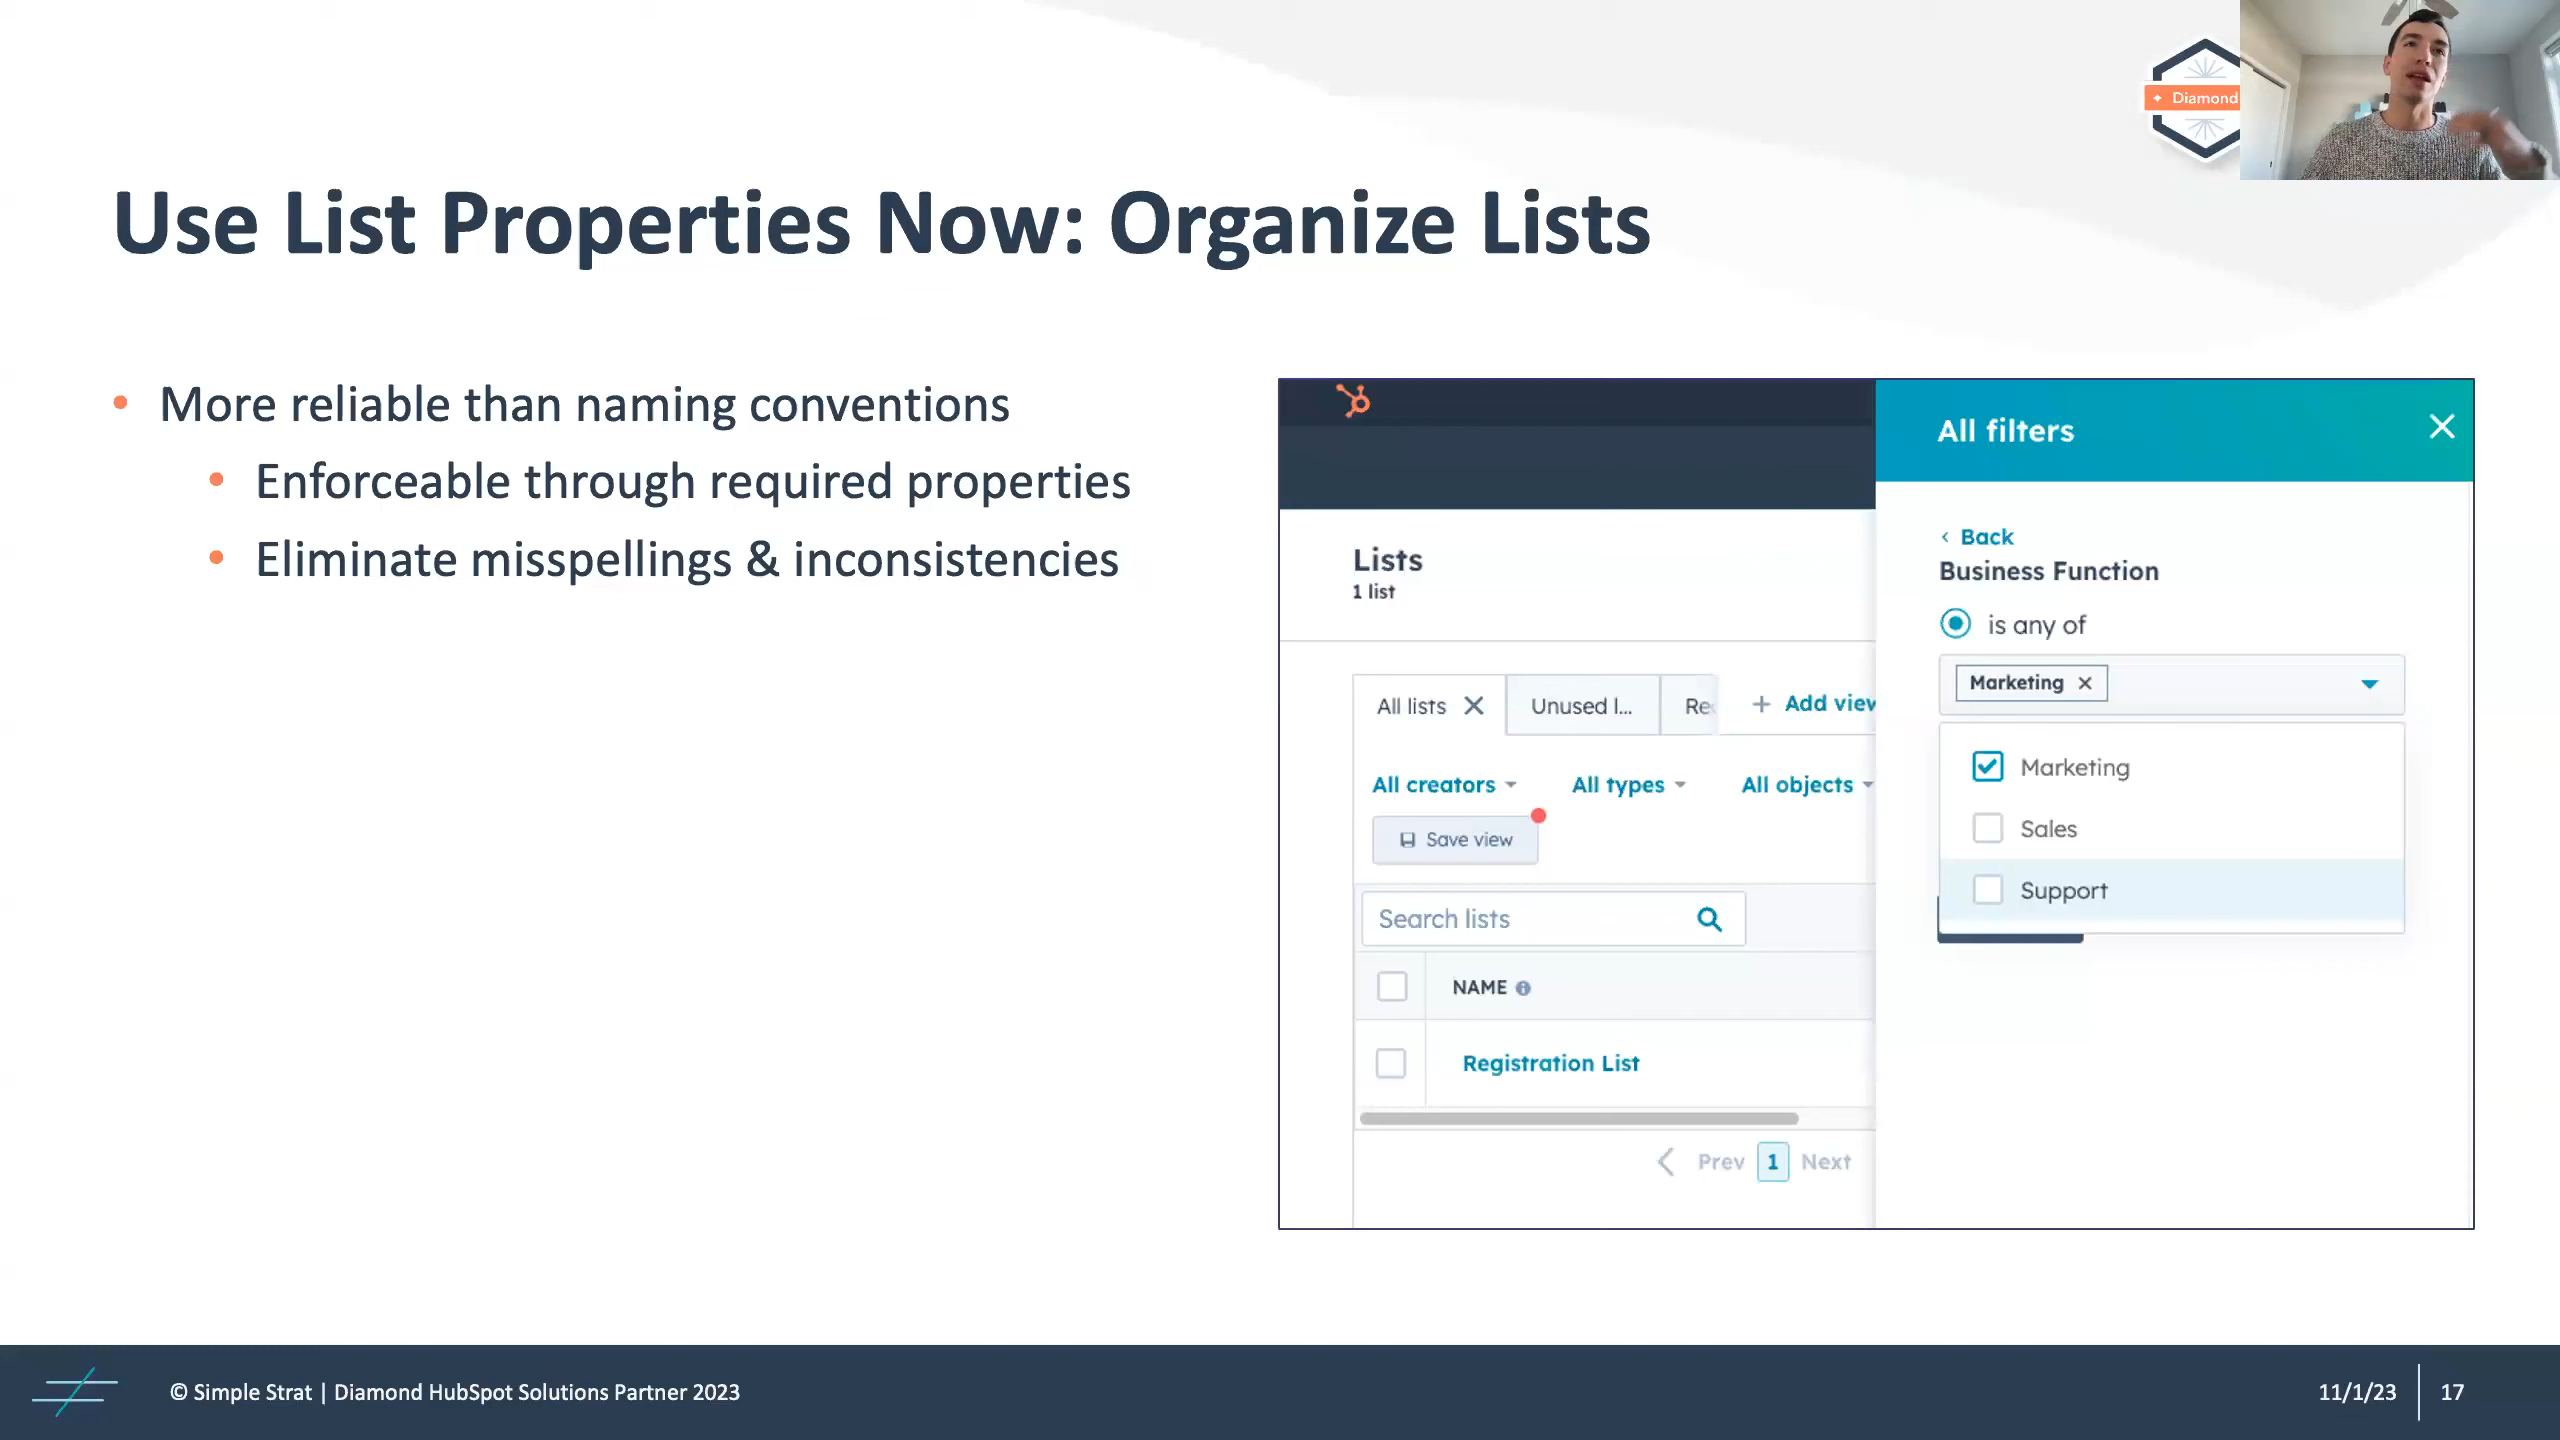 Diamond
Use List Properties Now: Organize Lists
More reliable than naming conventions
Enforceable through required properties
Eliminate misspellings & inconsistencies
Lists
1 list
All lists
Unused l...
Re
+ Add view
All creators
All types
All objects
Save view
Search lists
NAME
Registration List
Prev 1 Next
All filters
Back
Business Function
is any of
Marketing
Marketing
Sales
Support
© Simple Strat | Diamond HubSpot Solutions Partner 2023
11/1/23
17